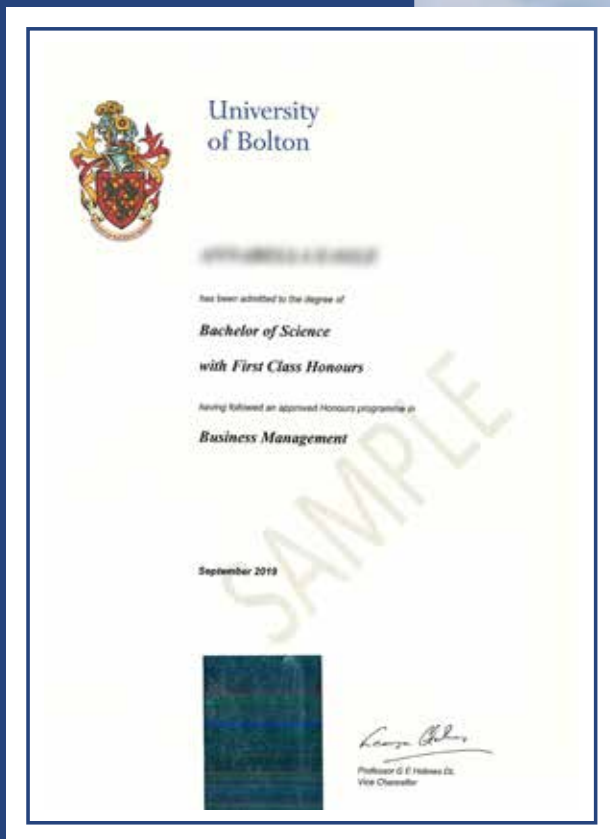 University
of Bolton
has been admitted to the degree of
Bachelor of Science
with First Class Honours
having followed an approved Honours programme in
Business Management
SAMPLE
September 2019
Professor G E Holmes DL
Vice Chancellor